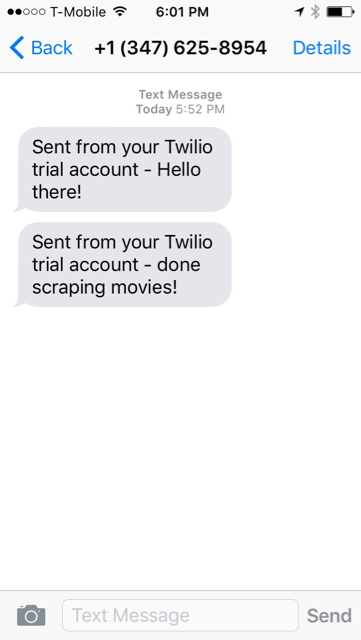 T-Mobile 6:01 PM
Back +1 (347) 625-8954 Details
Text Message
Today 5:52 PM
Sent from your Twilio
trial account - Hello
there!
Sent from your Twilio
trial account - done
scraping movies!
Text Message Send